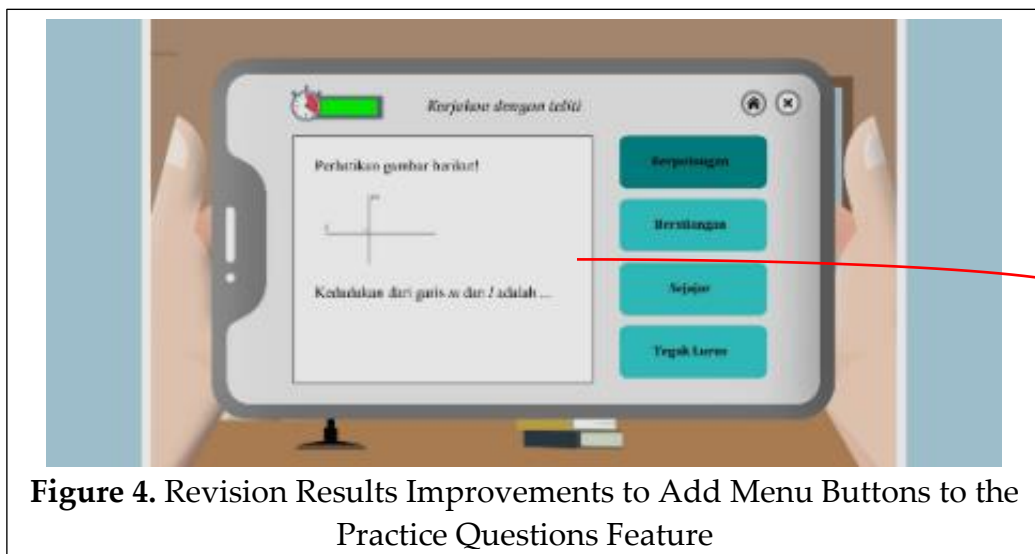 Kerjakan dengan teliti
Perhatikan gambar berikut!
m
l
Kedudukan dari garis m dan l adalah ...
Berpotongan
Bersilangan
Sejajar
Tegak Lurus
Figure 4. Revision Results Improvements to Add Menu Buttons to the
Practice Questions Feature